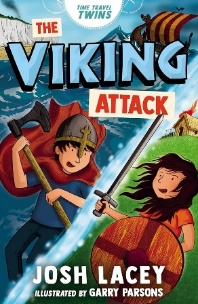 TIME TRAVEL
TWINS
THE
VIKING
ATTACK
JOSH LACEY
ILLUSTRATED BY GARRY PARSONS